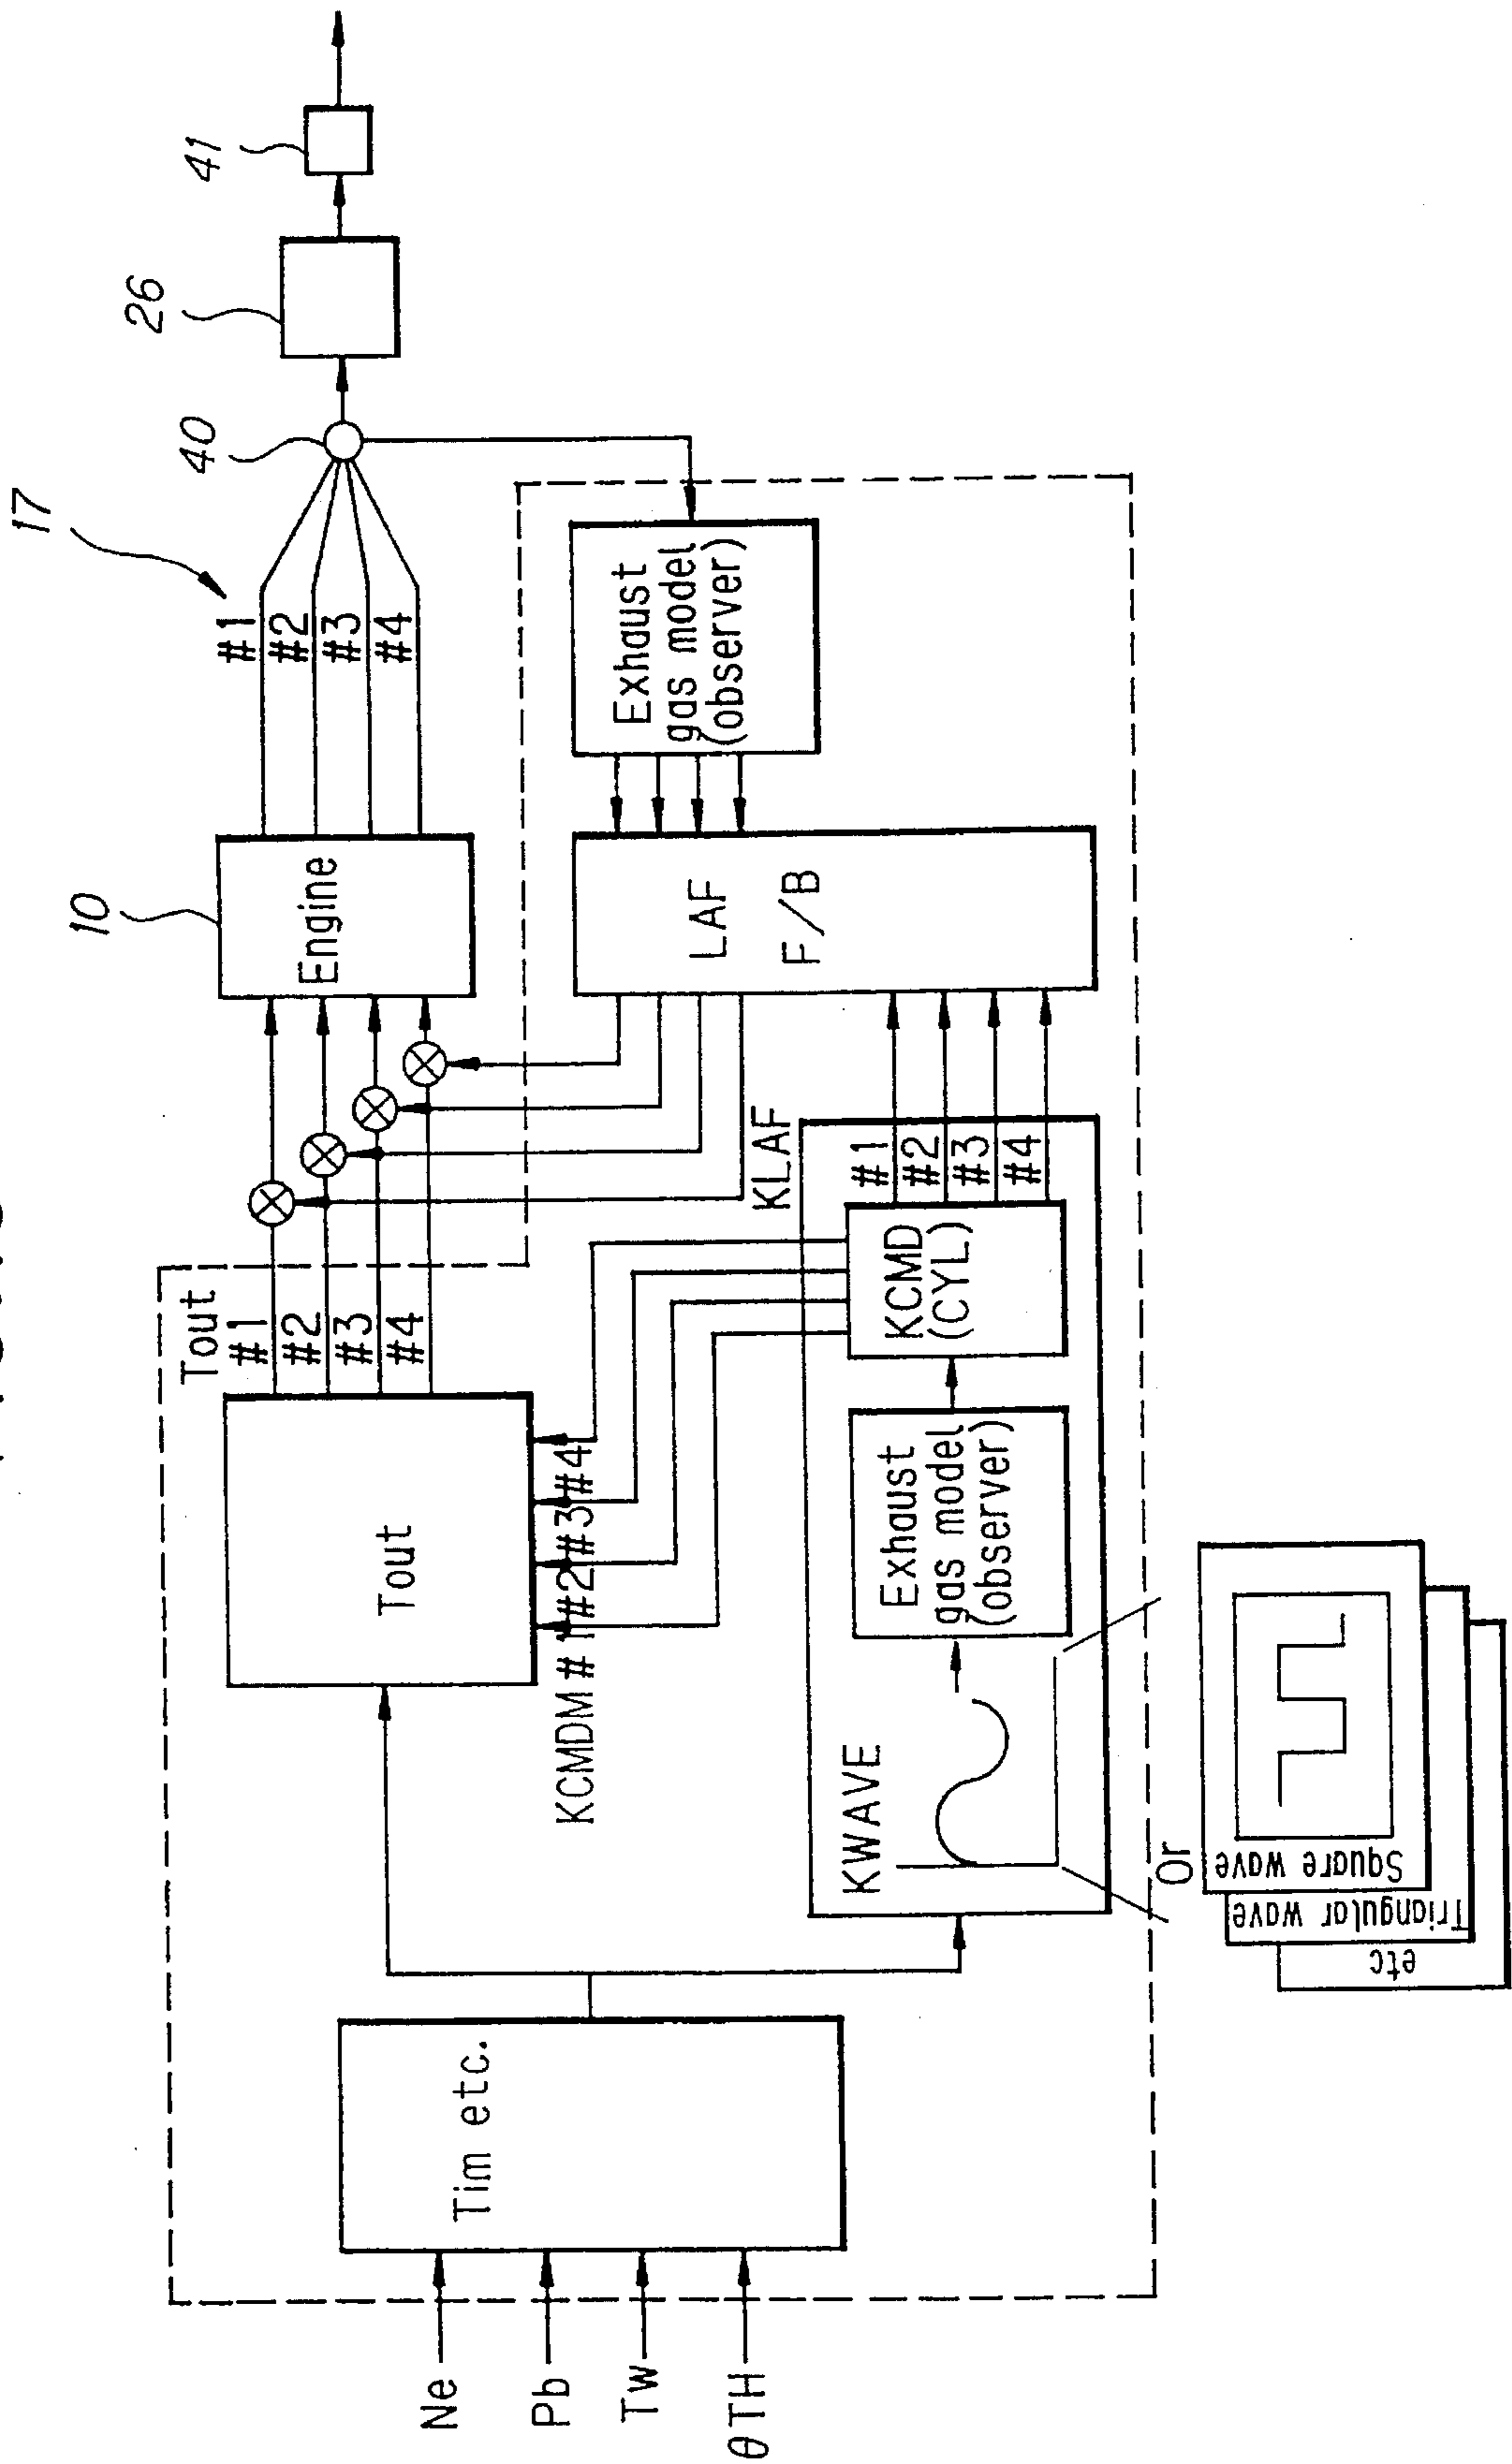 17
10
40
26
41
Tout
#1
#2
#3
#4
Engine
#1
#2
#3
#4
Tout
KCMDM #1 #2 #3 #4
KLAF
LAF
F/B
Exhaust
gas model
(observer)
Ne
Pb
Tw
θTH
Tim etc.
KWAVE
Exhaust
gas model
(observer)
KCMD
(CYL)
#1
#2
#3
#4
Or
Square wave
Triangular wave
etc